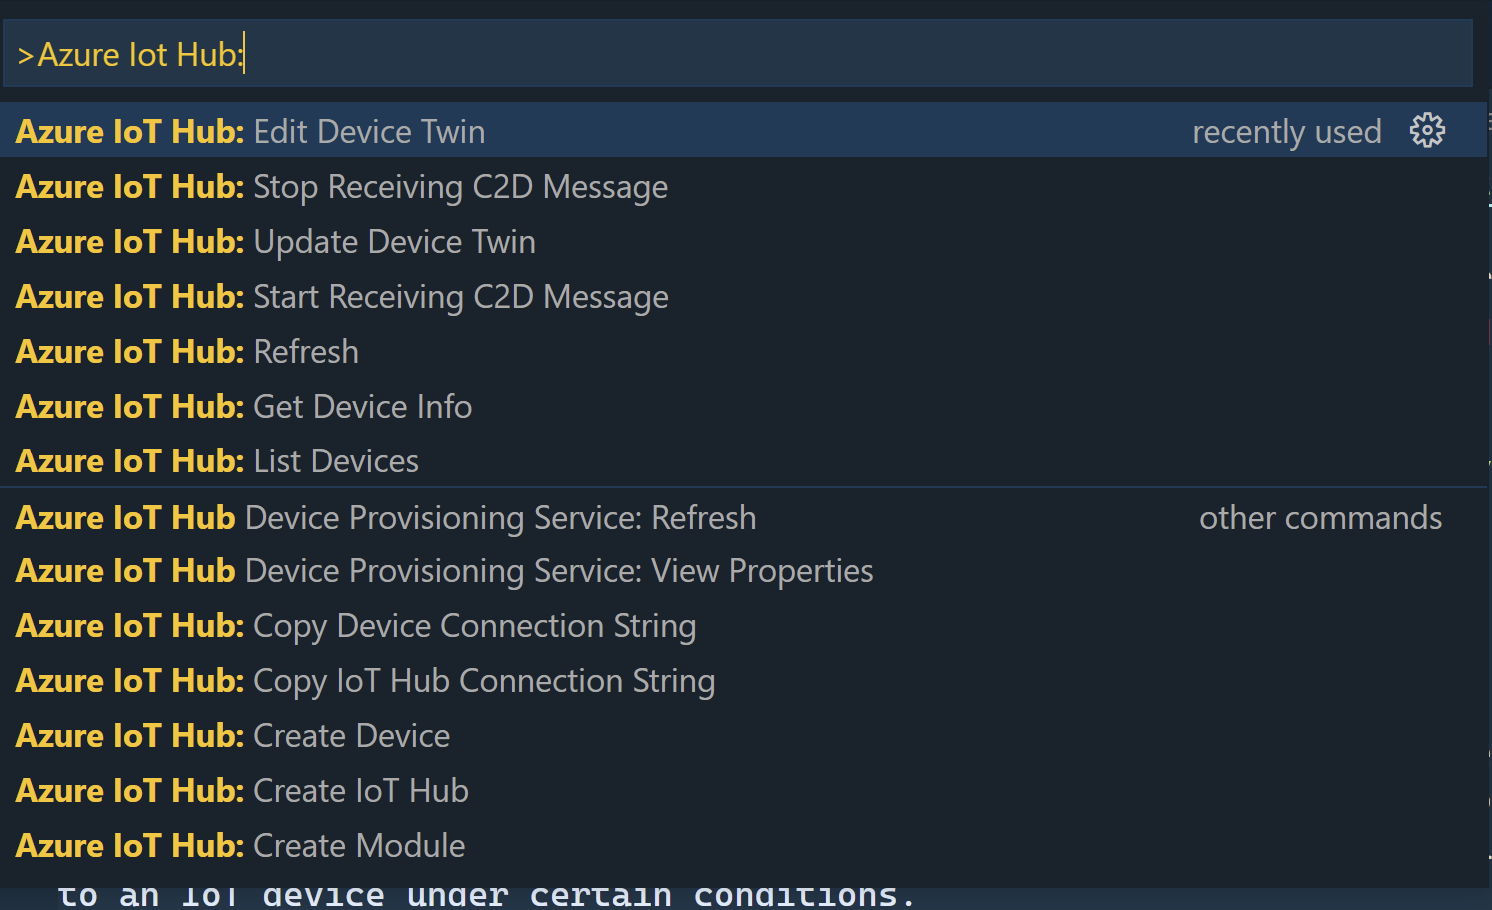 >Azure Iot Hub:
Azure IoT Hub: Edit Device Twin recently used
Azure IoT Hub: Stop Receiving C2D Message
Azure IoT Hub: Update Device Twin
Azure IoT Hub: Start Receiving C2D Message
Azure IoT Hub: Refresh
Azure IoT Hub: Get Device Info
Azure IoT Hub: List Devices
Azure IoT Hub Device Provisioning Service: Refresh other commands
Azure IoT Hub Device Provisioning Service: View Properties
Azure IoT Hub: Copy Device Connection String
Azure IoT Hub: Copy IoT Hub Connection String
Azure IoT Hub: Create Device
Azure IoT Hub: Create IoT Hub
Azure IoT Hub: Create Module
to an IoT device under certain conditions.